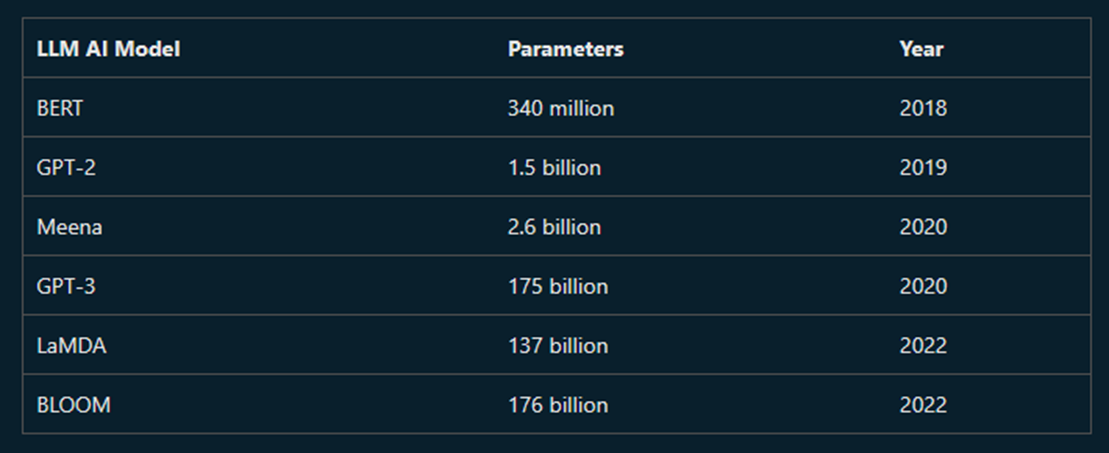 LLM AI Model Parameters Year
BERT 340 million 2018
GPT-2 1.5 billion 2019
Meena 2.6 billion 2020
GPT-3 175 billion 2020
LaMDA 137 billion 2022
BLOOM 176 billion 2022